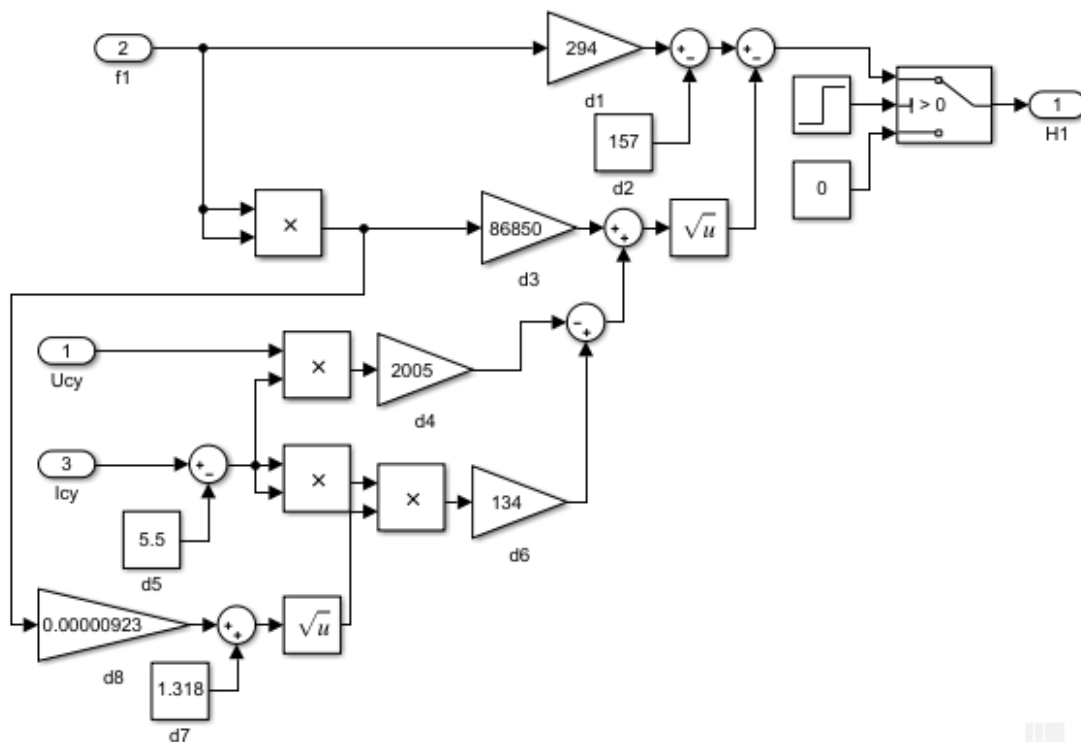 2
f1
294
d1
157
d2
> 0
1
H1
0
×
86850
d3
√u
1
Ucy
×
2005
d4
3
Icy
×
×
134
d6
5.5
d5
0.00000923
d8
√u
1.318
d7